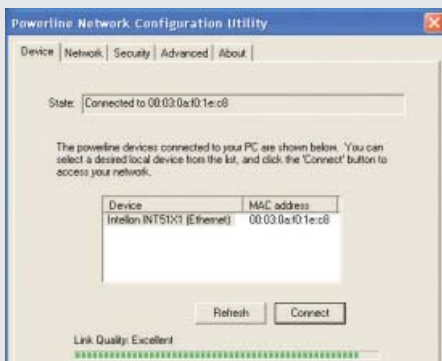 Powerline Network Configuration Utility
Device Network Security Advanced About
State: Connected to 00:03:0a:f0:1e:c8
The powerline devices connected to your PC are shown below. You can
select a desired local device from the list, and click the 'Connect' button to
access your network.
Device MAC address
Intellon INT51X1 (Ethernet) 00:03:0a:f0:1e:c8
Refresh Connect
Link Quality: Excellent